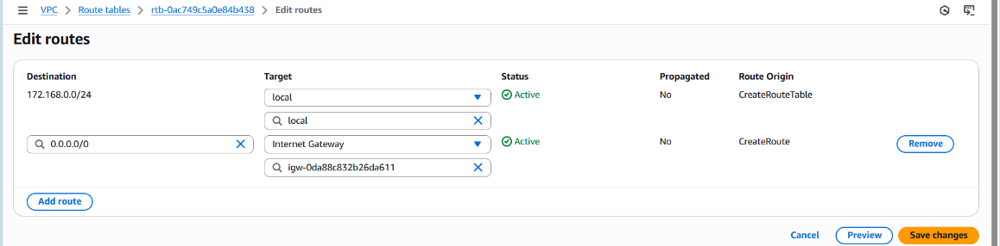 VPC > Route tables > rtb-0ac749c5a0e84b438 > Edit routes
Edit routes
Destination Target Status Propagated Route Origin
172.168.0.0/24 local Active No CreateRouteTable
local
0.0.0.0/0 Internet Gateway Active No CreateRoute Remove
igw-0da88c832b26da611
Add route
Cancel Preview Save changes